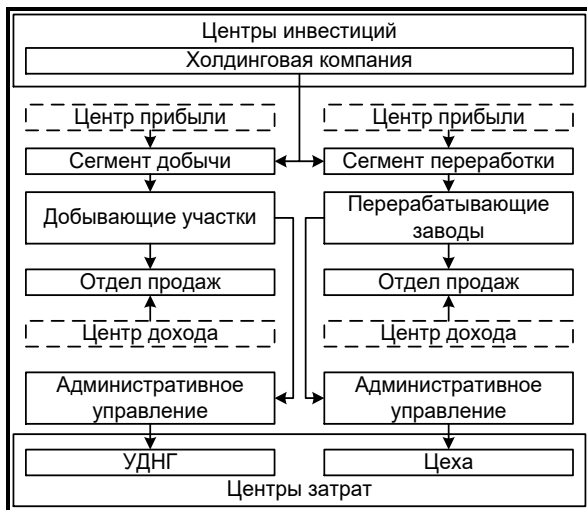 Центры инвестиций
Холдинговая компания
Центр прибыли
Центр прибыли
Сегмент добычи
Сегмент переработки
Добывающие участки
Перерабатывающие
заводы
Отдел продаж
Отдел продаж
Центр дохода
Центр дохода
Административное
управление
Административное
управление
УДНГ
Цеха
Центры затрат